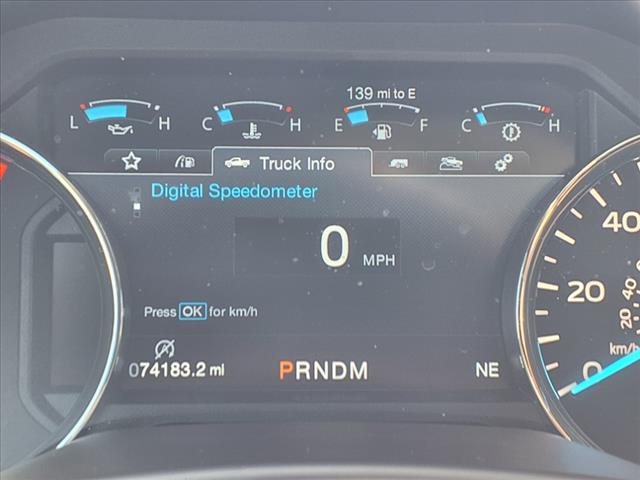 139 mi to E
L H C H E F C H
Truck Info
Digital Speedometer
0 MPH
Press OK for km/h
074183.2 mi PRNDM NE
40
20
0
40
20
km/h